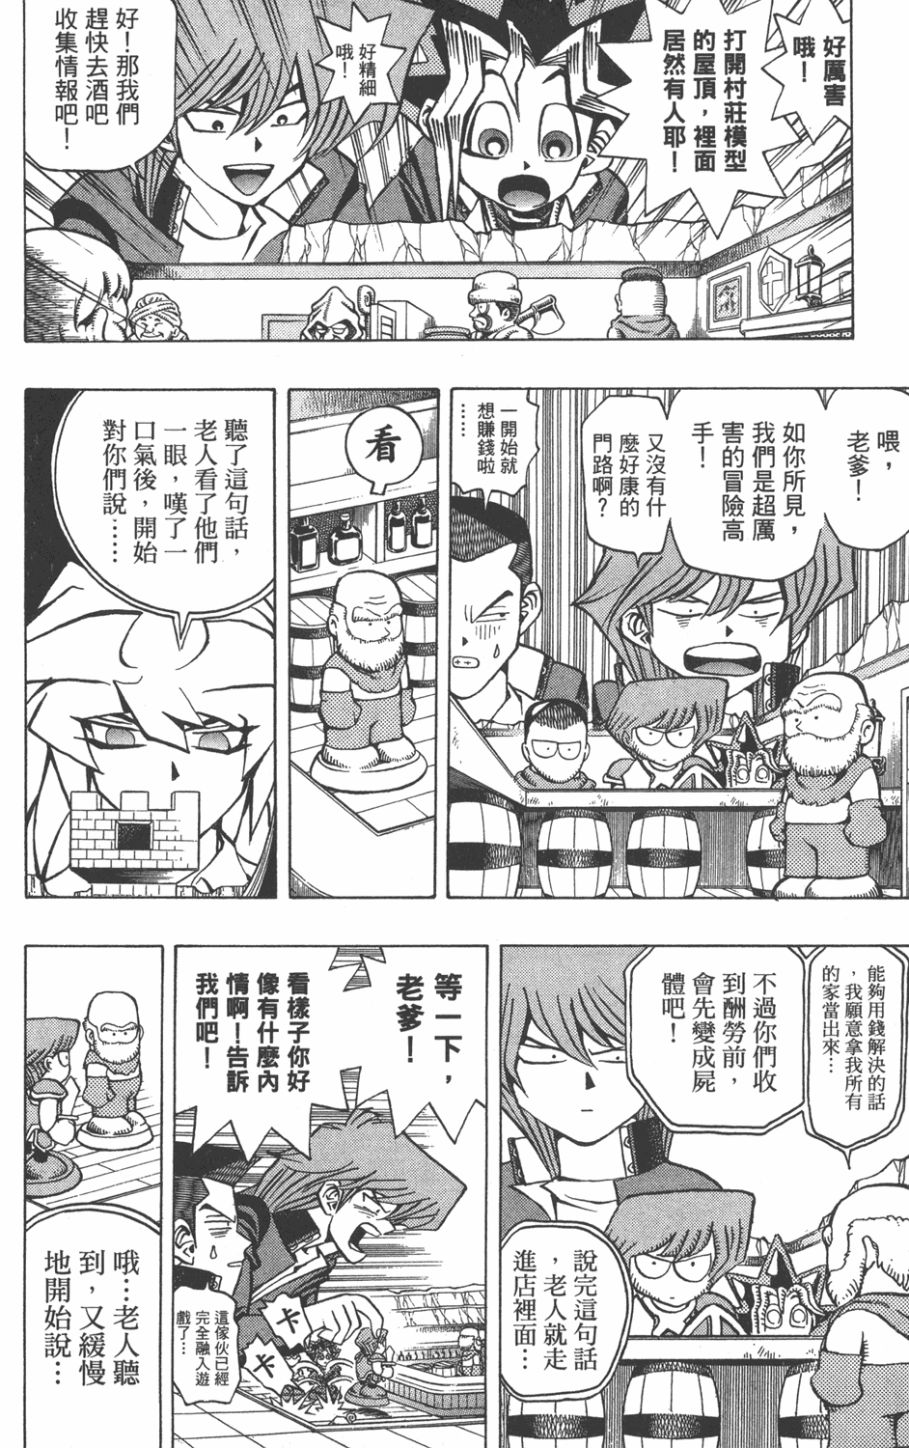 好厲害
哦！
打開村莊模型
的屋頂，裡面
居然有人耶！
好精細
哦！
好！那我們
趕快去酒吧
收集情報吧！
喂，
老爹！
如你所見，
我們是超厲
害的冒險高
手！
又沒有什
麼好康的
門路啊？
一開始就
想賺錢啦
……
看
聽了這句話，
老人看了他們
一眼，嘆了一
口氣後，開始
對你們說……
能夠用錢解決的話
，我願意拿我所有
的家當出來…
不過你們收
到酬勞前，
會先變成屍
體吧！
說完這句話
，老人就走
進店裡面…
等一下，
老爹！
看樣子你好
像有什麼內
情啊！告訴
我們吧！
卡
卡
這傢伙已經
完全融入遊
戲了…
哦…老人聽
到，又緩慢
地開始說…